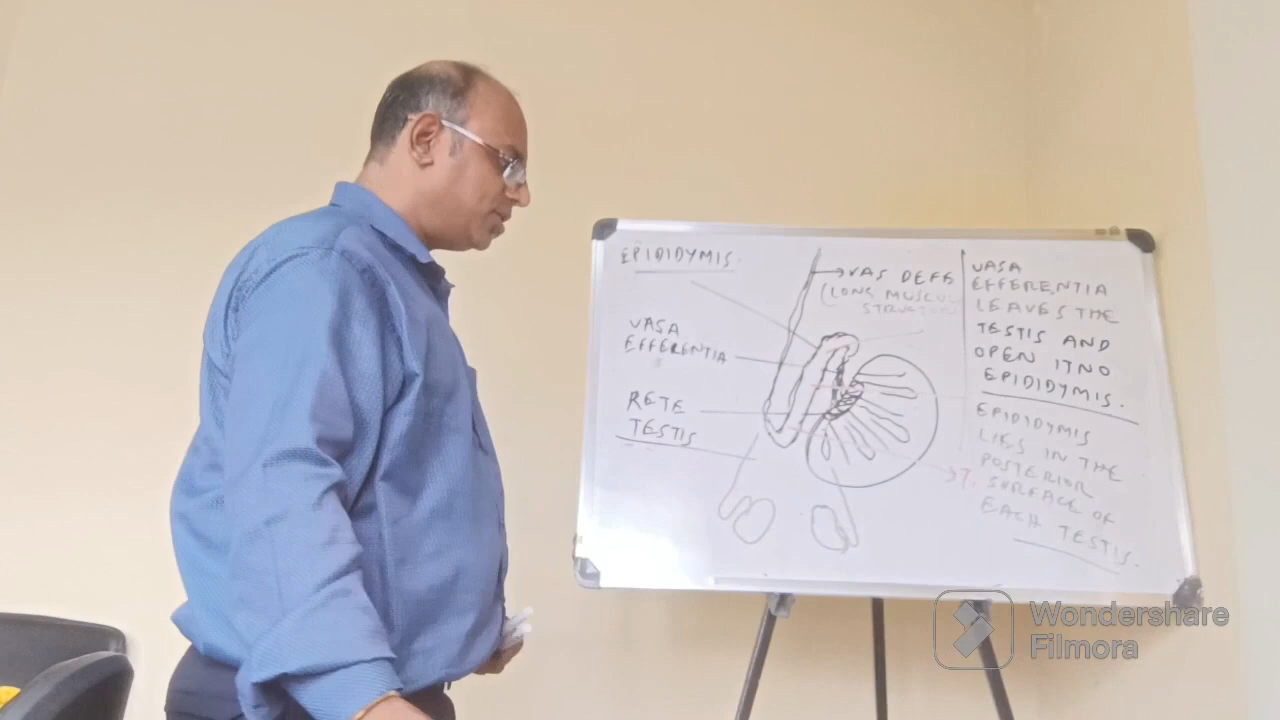 EPIDIDYMIS.
VAS DEFE
(LONG MUSCUL
STRUCTUR
VASA
EFFERENTIA
RETE
TESTIS
VASA
EFFERENTIA
LEAVES THE
TESTIS AND
OPEN ITNO
EPIDIDYMIS.
EPIDIDYMIS
LIES IN THE
POSTERIOR
SURFACE OF
EACH TESTIS.
T.
Wondershare
Filmora